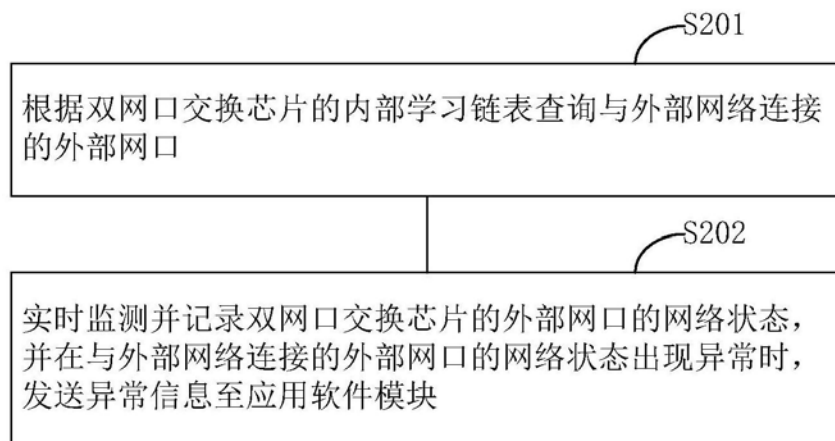 S201
根据双网口交换芯片的内部学习链表查询与外部网络连接
的外部网口
S202
实时监测并记录双网口交换芯片的外部网口的网络状态，
并在与外部网络连接的外部网口的网络状态出现异常时，
发送异常信息至应用软件模块